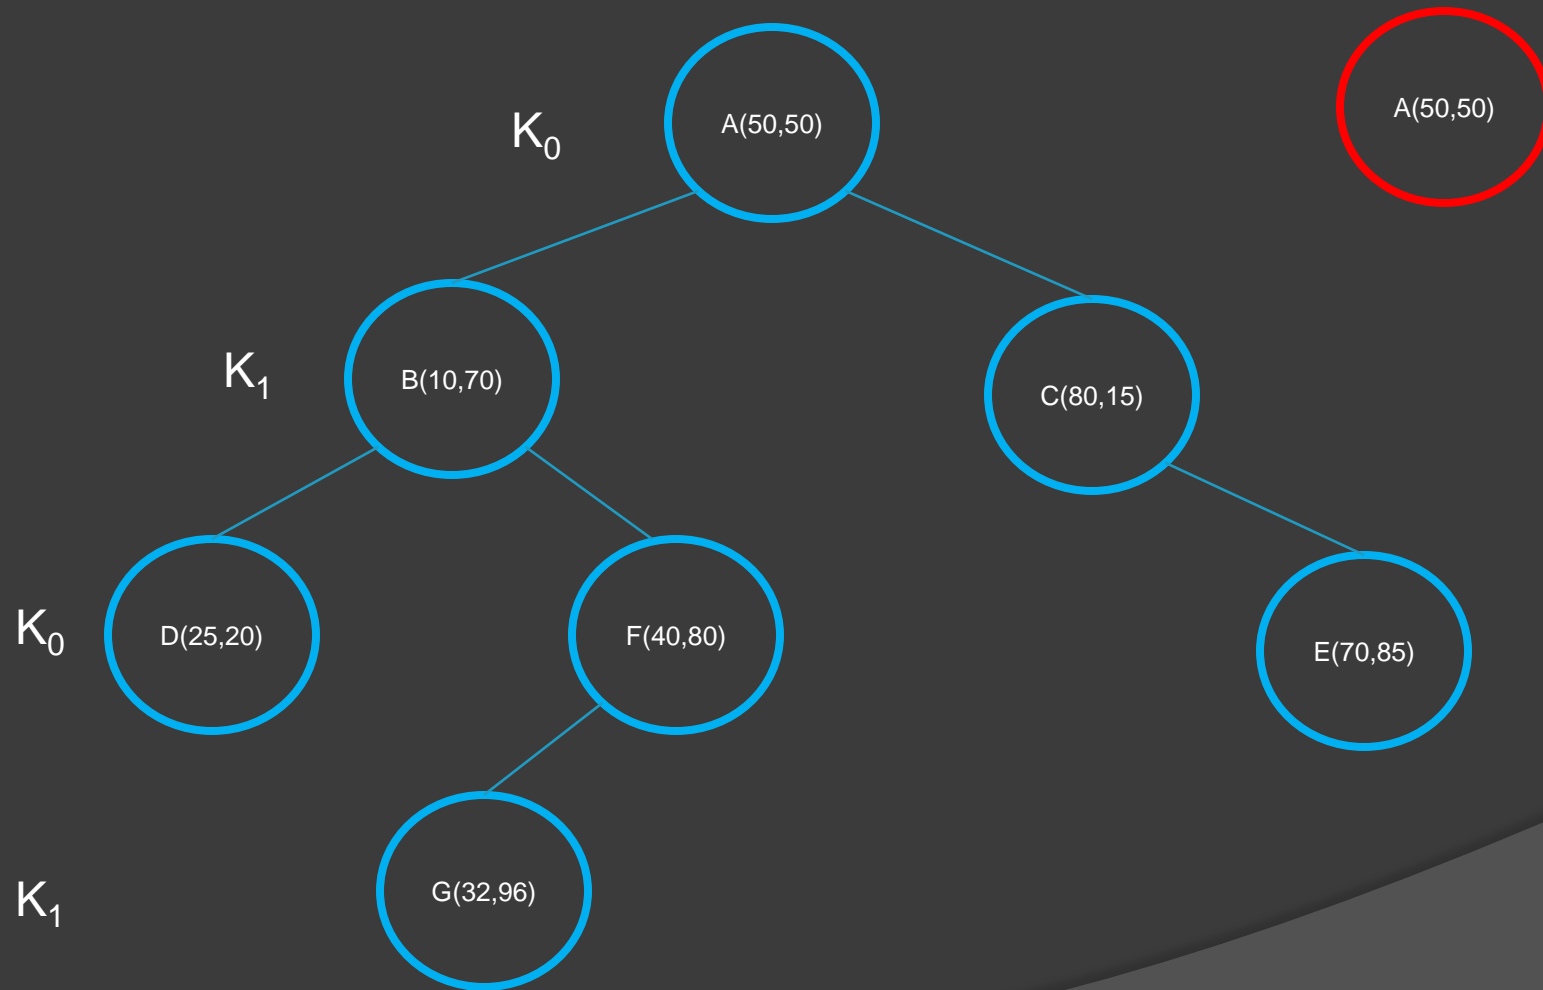 A(50,50)
K₀
A(50,50)
K₁
B(10,70)
C(80,15)
K₀
D(25,20)
F(40,80)
E(70,85)
K₁
G(32,96)